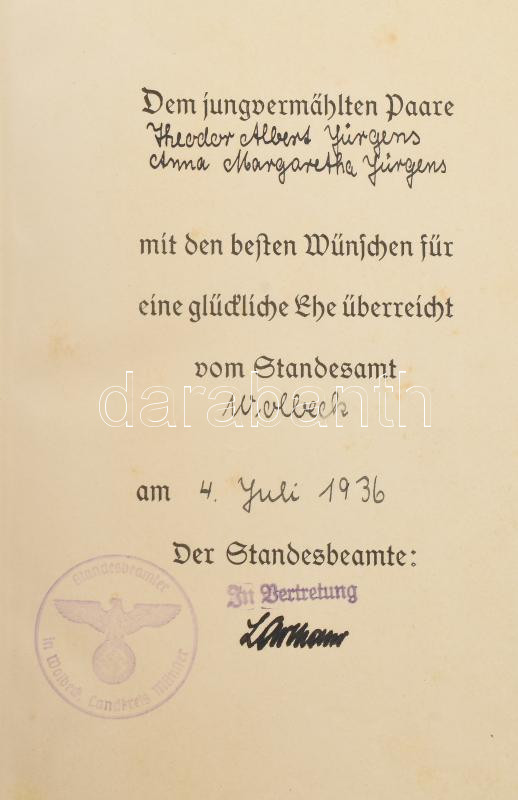 Dem jungvermählten Paare
Theodor Albert Jürgens
Anna Margaretha Jürgens
mit den besten Wünschen für
eine glückliche Ehe überreicht
vom Standesamt
darabanth
Wolbeck
am 4. Juli 1936
Der Standesbeamte:
In Vertretung
Standesbeamter
in Wolbeck Landkreis Münster